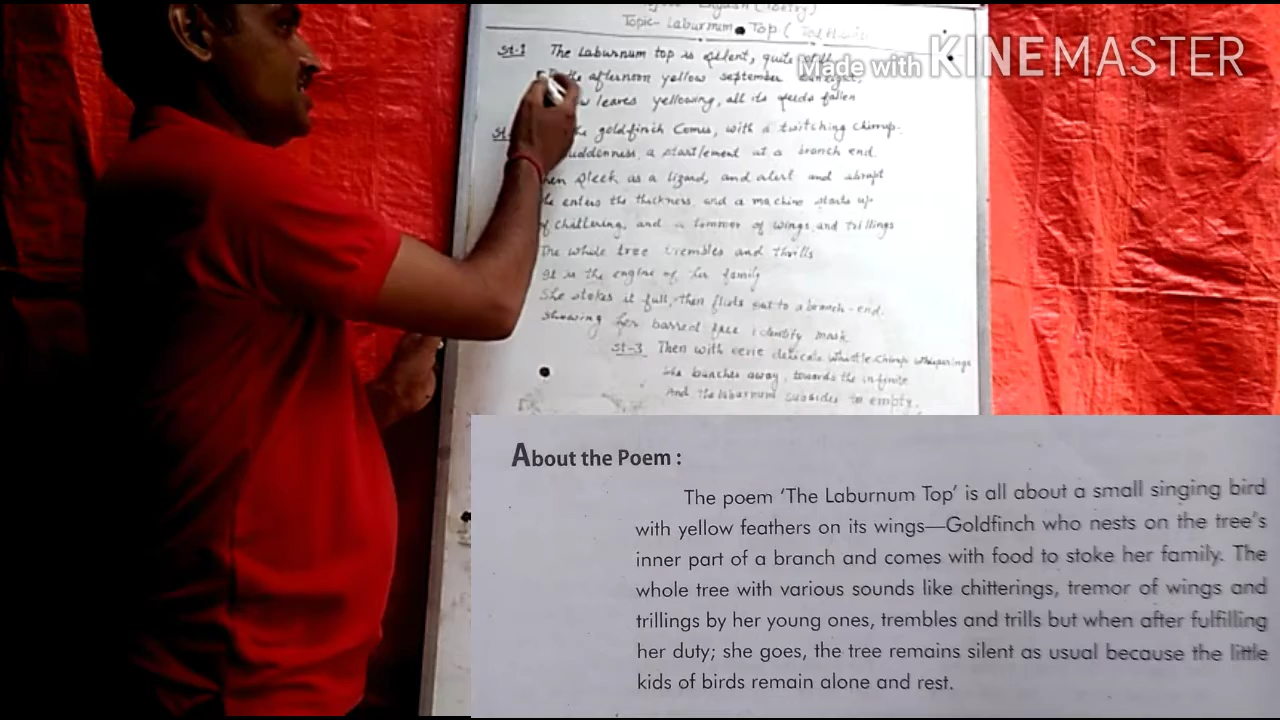 English (Poetry)
Topic- Laburnum Top (Ted
Made with KINEMASTER
St-1 The Laburnum top is silent, quite still
the afternoon yellow september sunlight,
leaves yellowing, all its seeds fallen
goldfinch Comes, with a twitching chirrup.
suddenness, a startlement at a branch end
sleek as a lizard, and alert and abrupt
enters the thickness, and a machine starts up
of chittering, and a tremor of wings, and trillings
The whole tree trembles and thrills
It is the engine of her family
She stokes it full, then flirts out to a branch-end.
Showing her barred face identity mask
St-3 Then with eerie delicate whistle-chirrup whisperings
She launches away, towards the infinite
And the laburnum subsides to empty.
About the Poem :
The poem ‘The Laburnum Top’ is all about a small singing bird
with yellow feathers on its wings—Goldfinch who nests on the tree’s
inner part of a branch and comes with food to stoke her family. The
whole tree with various sounds like chitterings, tremor of wings and
trillings by her young ones, trembles and trills but when after fulfilling
her duty; she goes, the tree remains silent as usual because the little
kids of birds remain alone and rest.